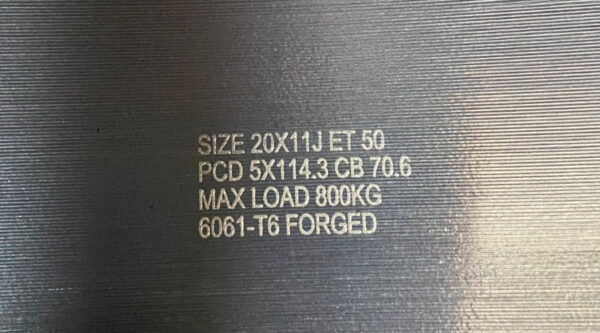 SIZE 20X11J ET 50
PCD 5X114.3 CB 70.6
MAX LOAD 800KG
6061-T6 FORGED